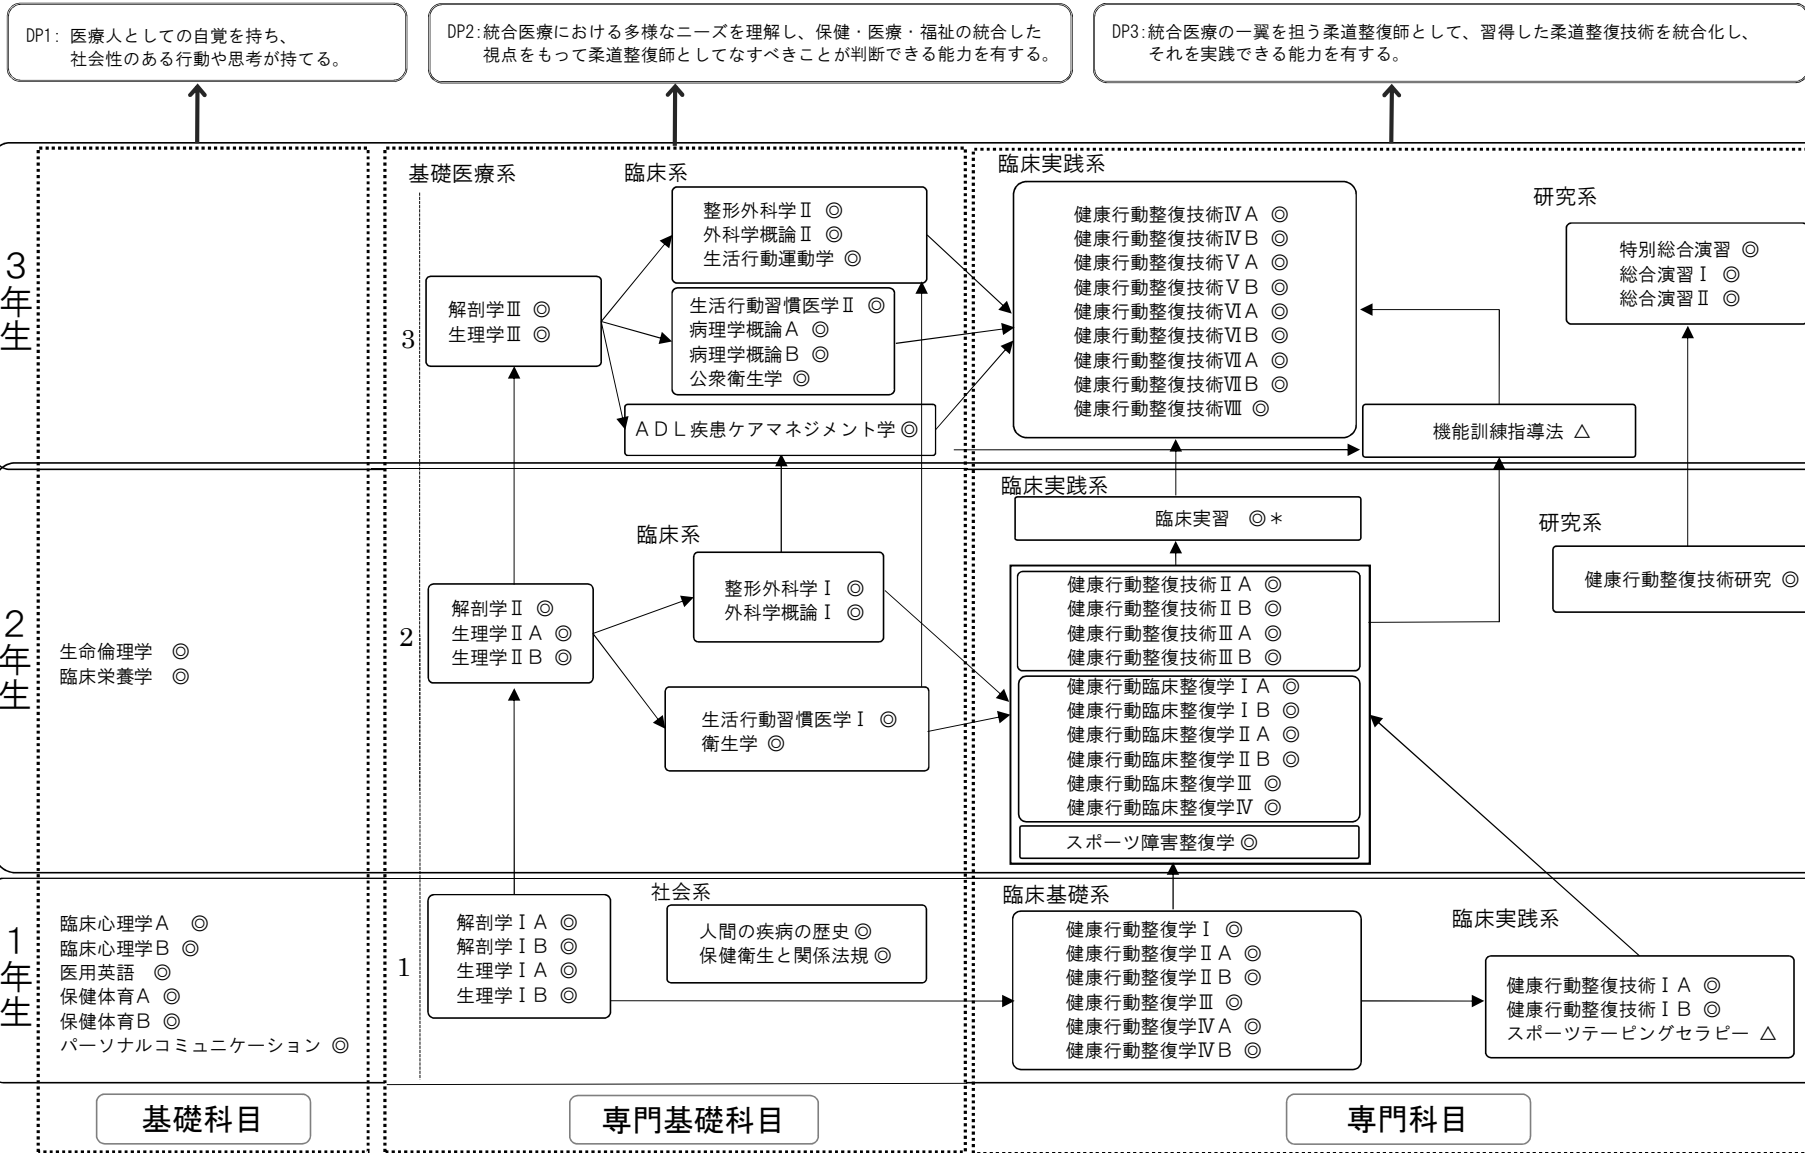 DP1: 医療人としての自覚を持ち、
社会性のある行動や思考が持てる。
DP2:統合医療における多様なニーズを理解し、保健・医療・福祉の統合した
視点をもって柔道整復師としてなすべきことが判断できる能力を有する。
DP3:統合医療の一翼を担う柔道整復師として、習得した柔道整復技術を統合化し、
それを実践できる能力を有する。
3年生
基礎医療系
3
解剖学Ⅲ ◎
生理学Ⅲ ◎
臨床系
整形外科学Ⅱ ◎
外科学概論Ⅱ ◎
生活行動運動学 ◎
生活行動習慣医学Ⅱ ◎
病理学概論A ◎
病理学概論B ◎
公衆衛生学 ◎
ADL疾患ケアマネジメント学 ◎
臨床実践系
健康行動整復技術ⅣA ◎
健康行動整復技術ⅣB ◎
健康行動整復技術ⅤA ◎
健康行動整復技術ⅤB ◎
健康行動整復技術ⅥA ◎
健康行動整復技術ⅥB ◎
健康行動整復技術ⅦA ◎
健康行動整復技術ⅦB ◎
健康行動整復技術Ⅷ ◎
機能訓練指導法 △
研究系
特別総合演習 ◎
総合演習Ⅰ ◎
総合演習Ⅱ ◎
2年生
生命倫理学 ◎
臨床栄養学 ◎
2
解剖学Ⅱ ◎
生理学ⅡA ◎
生理学ⅡB ◎
臨床系
整形外科学Ⅰ ◎
外科学概論Ⅰ ◎
生活行動習慣医学Ⅰ ◎
衛生学 ◎
臨床実践系
臨床実習 ◎＊
健康行動整復技術ⅡA ◎
健康行動整復技術ⅡB ◎
健康行動整復技術ⅢA ◎
健康行動整復技術ⅢB ◎
健康行動臨床整復学ⅠA ◎
健康行動臨床整復学ⅠB ◎
健康行動臨床整復学ⅡA ◎
健康行動臨床整復学ⅡB ◎
健康行動臨床整復学Ⅲ ◎
健康行動臨床整復学Ⅳ ◎
スポーツ障害整復学 ◎
研究系
健康行動整復技術研究 ◎
1年生
臨床心理学A ◎
臨床心理学B ◎
医用英語 ◎
保健体育A ◎
保健体育B ◎
パーソナルコミュニケーション ◎
1
解剖学ⅠA ◎
解剖学ⅠB ◎
生理学ⅠA ◎
生理学ⅠB ◎
社会系
人間の疾病の歴史 ◎
保健衛生と関係法規 ◎
臨床基礎系
健康行動整復学Ⅰ ◎
健康行動整復学ⅡA ◎
健康行動整復学ⅡB ◎
健康行動整復学Ⅲ ◎
健康行動整復学ⅣA ◎
健康行動整復学ⅣB ◎
臨床実践系
健康行動整復技術ⅠA ◎
健康行動整復技術ⅠB ◎
スポーツテーピングセラピー △
基礎科目
専門基礎科目
専門科目